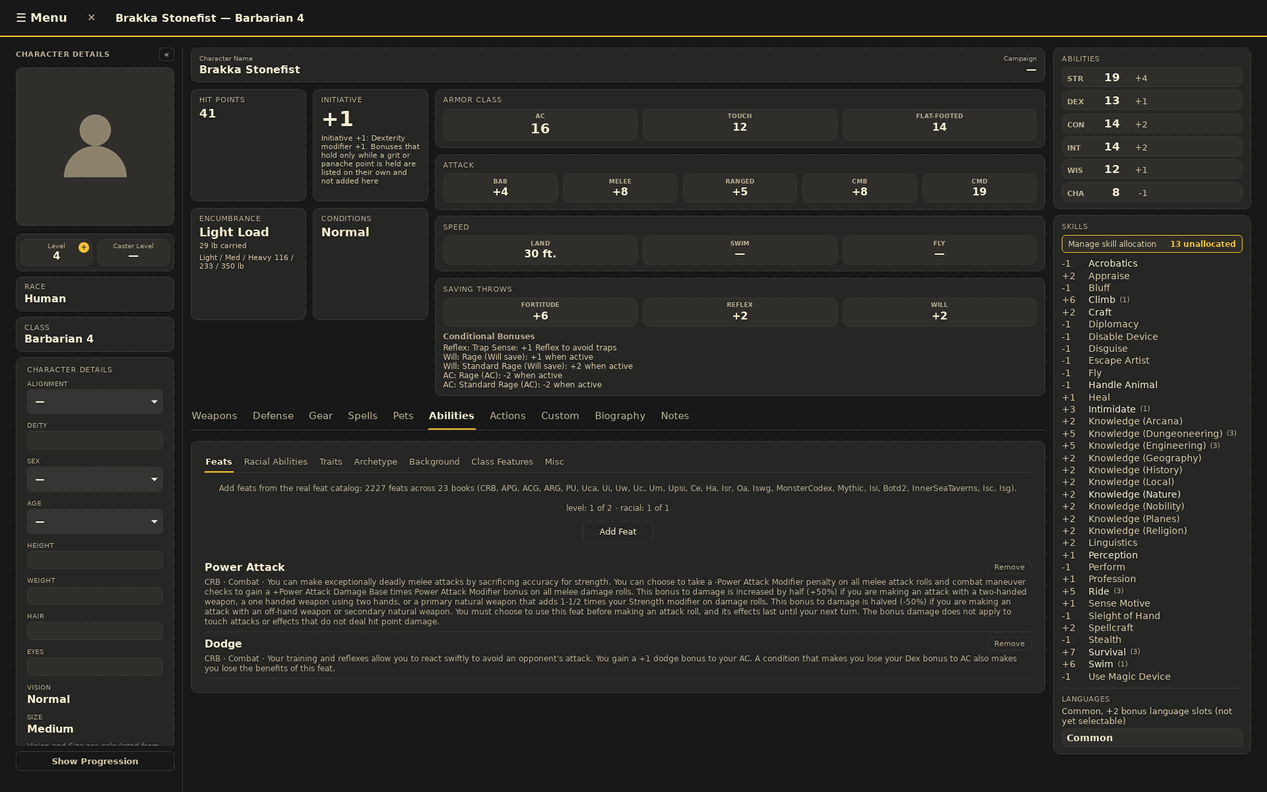 ☰ Menu
×
Brakka Stonefist — Barbarian 4
CHARACTER DETAILS
«
Level
4
+
Caster Level
—
RACE
Human
CLASS
Barbarian 4
CHARACTER DETAILS
ALIGNMENT
—
DEITY
SEX
—
AGE
—
HEIGHT
WEIGHT
HAIR
EYES
VISION
Normal
SIZE
Medium
Vision and Size are calculated from
Show Progression
Character Name
Brakka Stonefist
Campaign
—
HIT POINTS
41
INITIATIVE
+1
Initiative +1: Dexterity
modifier +1. Bonuses that
hold only while a grit or
panache point is held are
listed on their own and
not added here
ENCUMBRANCE
Light Load
29 lb carried
Light / Med / Heavy 116 /
233 / 350 lb
CONDITIONS
Normal
ARMOR CLASS
AC
16
TOUCH
12
FLAT-FOOTED
14
ATTACK
BAB
+4
MELEE
+8
RANGED
+5
CMB
+8
CMD
19
SPEED
LAND
30 ft.
SWIM
—
FLY
—
SAVING THROWS
FORTITUDE
+6
REFLEX
+2
WILL
+2
Conditional Bonuses
Reflex: Trap Sense: +1 Reflex to avoid traps
Will: Rage (Will save): +1 when active
Will: Standard Rage (Will save): +2 when active
AC: Rage (AC): -2 when active
AC: Standard Rage (AC): -2 when active
Weapons Defense Gear Spells Pets Abilities Actions Custom Biography Notes
Feats Racial Abilities Traits Archetype Background Class Features Misc
Add feats from the real feat catalog: 2227 feats across 23 books (CRB, APG, ACG, ARG, PU, Uca, Ui, Uw, Uc, Um, Upsi, Ce, Ha, Isr, Oa, Iswg, MonsterCodex, Mythic, Isi, Botd2, InnerSeaTaverns, Isc, Isg).
level: 1 of 2 · racial: 1 of 1
Add Feat
Power Attack
Remove
CRB · Combat · You can make exceptionally deadly melee attacks by sacrificing accuracy for strength. You can choose to take a -Power Attack Modifier penalty on all melee attack rolls and combat maneuver
checks to gain a +Power Attack Damage Base times Power Attack Modifier bonus on all melee damage rolls. This bonus to damage is increased by half (+50%) if you are making an attack with a two-handed
weapon, a one handed weapon using two hands, or a primary natural weapon that adds 1-1/2 times your Strength modifier on damage rolls. This bonus to damage is halved (-50%) if you are making an
attack with an off-hand weapon or secondary natural weapon. You must choose to use this feat before making an attack roll, and its effects last until your next turn. The bonus damage does not apply to
touch attacks or effects that do not deal hit point damage.
Dodge
Remove
CRB · Combat · Your training and reflexes allow you to react swiftly to avoid an opponent's attack. You gain a +1 dodge bonus to your AC. A condition that makes you lose your Dex bonus to AC also makes
you lose the benefits of this feat.
ABILITIES
STR 19 +4
DEX 13 +1
CON 14 +2
INT 14 +2
WIS 12 +1
CHA 8 -1
SKILLS
Manage skill allocation 13 unallocated
-1 Acrobatics
+2 Appraise
-1 Bluff
+6 Climb (1)
+2 Craft
-1 Diplomacy
-1 Disable Device
-1 Disguise
-1 Escape Artist
-1 Fly
-1 Handle Animal
+1 Heal
+3 Intimidate (1)
+2 Knowledge (Arcana)
+5 Knowledge (Dungeoneering) (3)
+5 Knowledge (Engineering) (3)
+2 Knowledge (Geography)
+2 Knowledge (History)
+2 Knowledge (Local)
+2 Knowledge (Nature)
+2 Knowledge (Nobility)
+2 Knowledge (Planes)
+2 Knowledge (Religion)
+2 Linguistics
+1 Perception
-1 Perform
+1 Profession
+5 Ride (3)
+1 Sense Motive
-1 Sleight of Hand
+2 Spellcraft
-1 Stealth
+7 Survival (3)
+6 Swim (1)
-1 Use Magic Device
LANGUAGES
Common, +2 bonus language slots (not
yet selectable)
Common